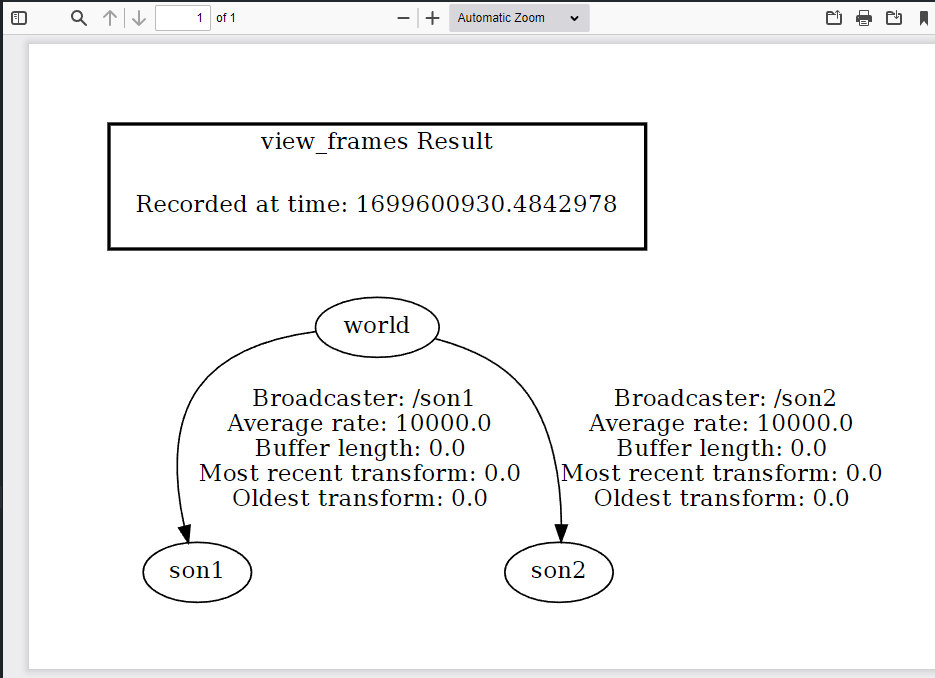 1 of 1
Automatic Zoom
view_frames Result
Recorded at time: 1699600930.4842978
world
Broadcaster: /son1
Average rate: 10000.0
Buffer length: 0.0
Most recent transform: 0.0
Oldest transform: 0.0
Broadcaster: /son2
Average rate: 10000.0
Buffer length: 0.0
Most recent transform: 0.0
Oldest transform: 0.0
son1
son2